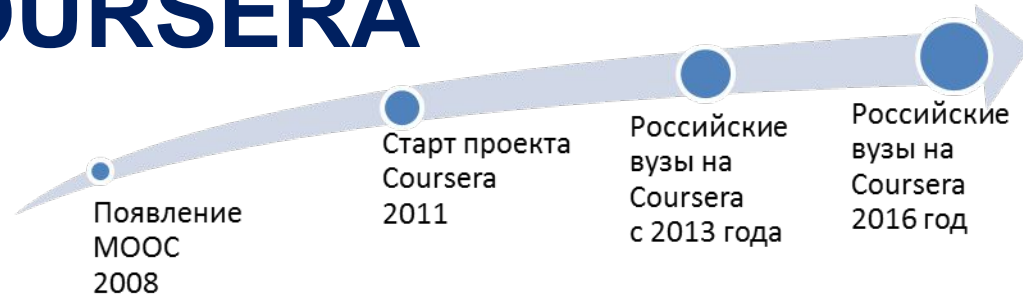 OURSERA
Появление
МООС
2008
Старт проекта
Coursera
2011
Российские
вузы на
Coursera
с 2013 года
Российские
вузы на
Coursera
2016 год